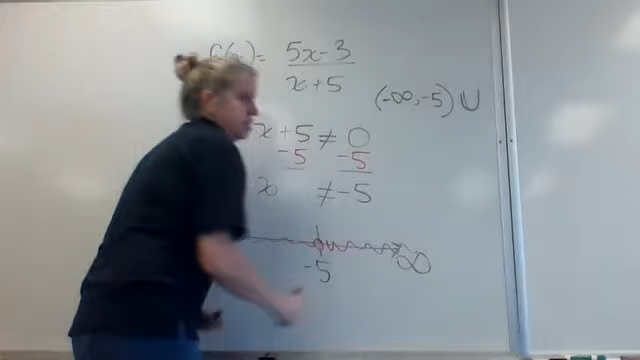 f(x) = 5x-3
x+5
(-∞,-5) U
x+5 ≠ 0
-5 -5
x ≠ -5
-5 ∞